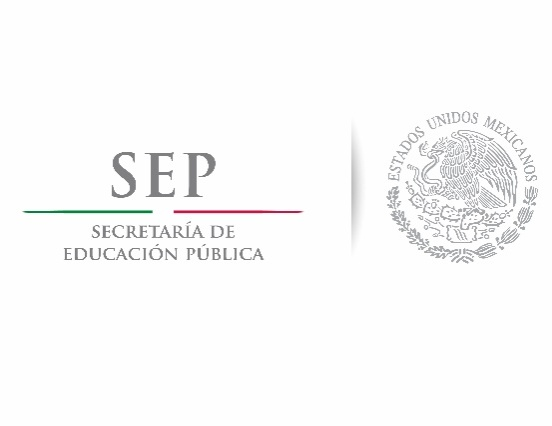 SEP
SECRETARÍA DE
EDUCACIÓN PÚBLICA
ESTADOS UNIDOS MEXICANOS